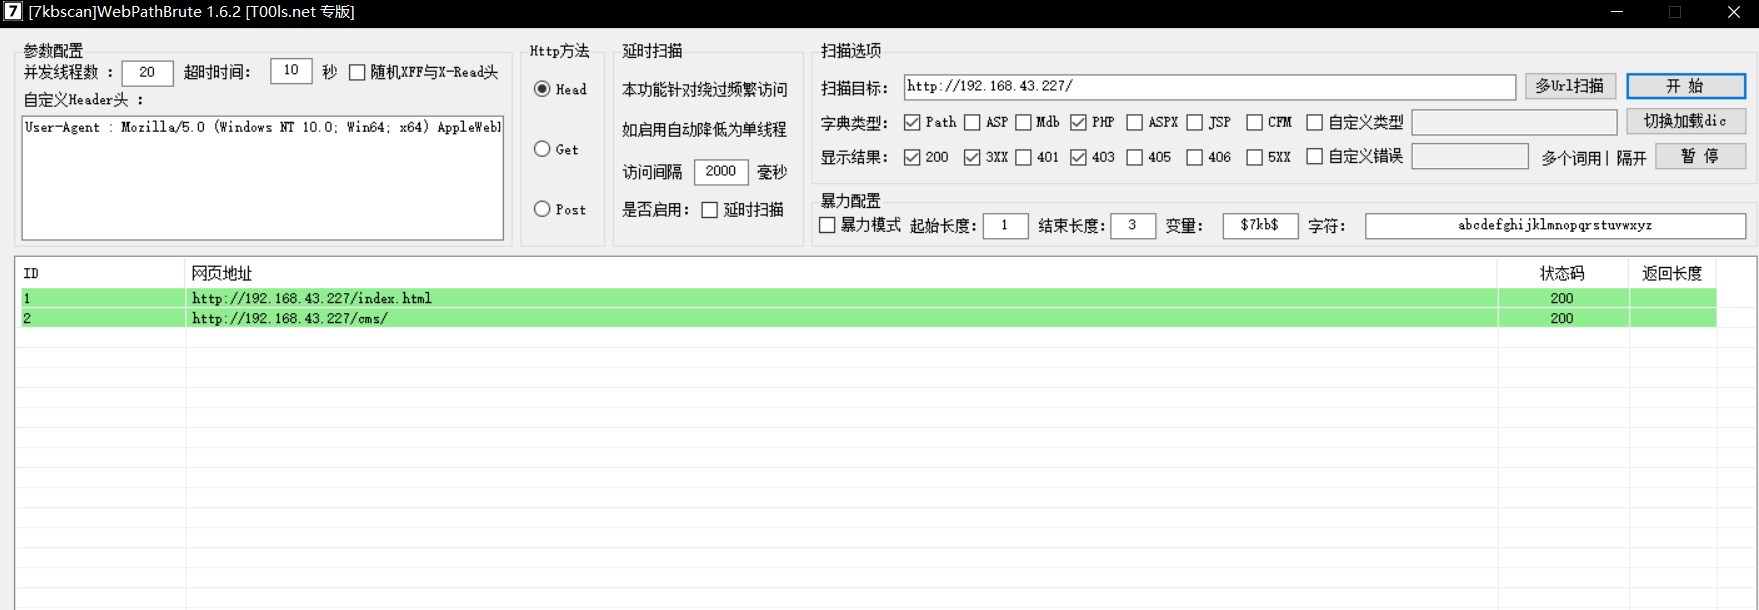 [7kbscan]WebPathBrute 1.6.2 [T00ls.net 专版]
参数配置
并发线程数 : 20 超时时间: 10 秒 随机XFF与X-Read头
自定义Header头 :
User-Agent : Mozilla/5.0 (Windows NT 10.0; Win64; x64) AppleWebl
Http方法
Head
Get
Post
延时扫描
本功能针对绕过频繁访问
如启用自动降低为单线程
访问间隔 2000 毫秒
是否启用: 延时扫描
扫描选项
扫描目标: http://192.168.43.227/ 多Url扫描 开 始
字典类型: Path ASP Mdb PHP ASPX JSP CFM 自定义类型 切换加载dic
显示结果: 200 3XX 401 403 405 406 5XX 自定义错误 多个词用| 隔开 暂 停
暴力配置
暴力模式 起始长度: 1 结束长度: 3 变量: $7kb$ 字符: abcdefghijklmnopqrstuvwxyz
ID 网页地址 状态码 返回长度
1 http://192.168.43.227/index.html 200
2 http://192.168.43.227/cms/ 200